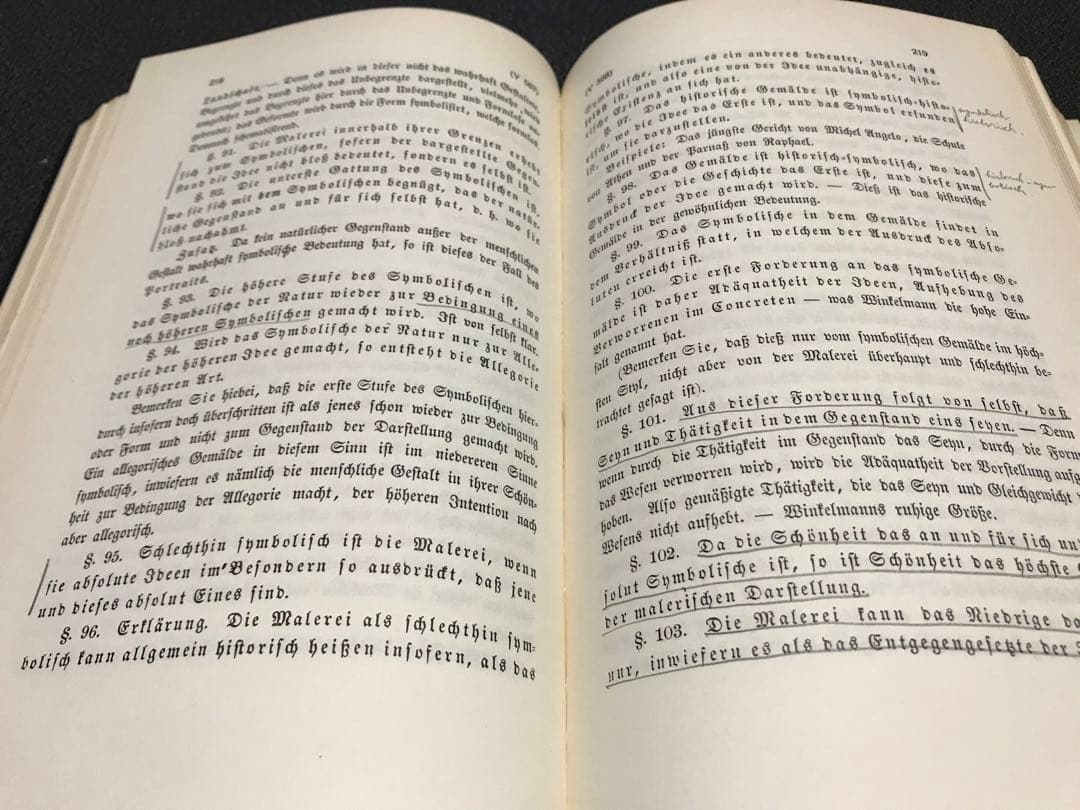 218
(V 507)
Landschaft. — Denn es wird in dieser nicht das wahrhaft Gestaltete,
Begrenzte und durch dieses das Unbegrenzte dargestellt, vielmehr wird
umgekehrt das Begrenzte hier durch das Unbegrenzte und Formlose an-
gedeutet; das Geformte wird durch die Form symbolisirt, welche formlos.
Demnach schematisirend.
§. 91. Die Malerei innerhalb ihrer Grenzen erhebt
sich zum Symbolischen, sofern der dargestellte Gegen-
stand die Idee nicht bloß bedeutet, sondern es selbst ist.
§. 92. Die unterste Gattung des Symbolischen ist,
wo sie sich mit dem Symbolischen begnügt, das der natür-
liche Gegenstand an und für sich selbst hat, d. h. wo sie
bloß nachahmt.
Zusatz. Da kein natürlicher Gegenstand außer der menschlichen
Gestalt wahrhaft symbolische Bedeutung hat, so ist dieses der Fall des
Portraits.
§. 93. Die höhere Stufe des Symbolischen ist, wo
das Symbolische der Natur wieder zur Bedingung eines
noch höheren Symbolischen gemacht wird. Ist von selbst klar.
§. 94. Wird das Symbolische der Natur nur zur Alle-
gorie der höheren Idee gemacht, so entsteht die Allegorie
der höheren Art.
Bemerken Sie hiebei, daß die erste Stufe des Symbolischen hier-
durch insofern doch überschritten ist als jenes schon wieder zur Bedingung
oder Form und nicht zum Gegenstand der Darstellung gemacht wird.
Ein allegorisches Gemälde in diesem Sinn ist im niedereren Sinne
symbolisch, inwiefern es nämlich die menschliche Gestalt in ihrer Schön-
heit zur Bedingung der Allegorie macht, der höheren Intention nach
aber allegorisch.
§. 95. Schlechthin symbolisch ist die Malerei, wenn
sie absolute Ideen im Besondern so ausdrückt, daß jene
und dieses absolut Eines sind.
§. 96. Erklärung. Die Malerei als schlechthin sym-
bolisch kann allgemein historisch heißen insofern, als das
(V 508)
219
Symbolische, indem es ein anderes bedeutet, zugleich es
selbst ist, und also eine von der Idee unabhängige, histo-
rische Existenz an sich hat.
§. 97. Das historische Gemälde ist symbolisch-histo-
risch, wo die Idee das Erste ist, und das Symbol erfunden
ist, um sie darzustellen.
symbolisch
historisch
Beispiele: Das jüngste Gericht von Michel Angelo, die Schule
von Athen und der Parnaß von Raphael.
§. 98. Das Gemälde ist historisch-symbolisch, wo das
Symbol oder die Geschichte das Erste ist, und diese zum
Ausdruck der Idee gemacht wird. — Dieß ist das historische
Gemälde in der gewöhnlichen Bedeutung.
§. 99. Das Symbolische in dem Gemälde findet in
dem Verhältniß statt, in welchem der Ausdruck des Abso-
luten erreicht ist.
§. 100. Die erste Forderung an das symbolische Ge-
mälde ist daher Adäquatheit der Ideen, Aufhebung des
Verworrenen im Concreten — was Winkelmann die hohe Ein-
falt genannt hat.
(Bemerken Sie, daß dieß nur vom symbolischen Gemälde im höch-
sten Styl, nicht aber von der Malerei überhaupt und schlechthin be-
trachtet gesagt ist).
§. 101. Aus dieser Forderung folgt von selbst, daß
Seyn und Thätigkeit in dem Gegenstand eins seyen. — Denn
wenn durch die Thätigkeit im Gegenstand das Seyn, durch die Form
das Wesen verworren wird, wird die Adäquatheit der Vorstellung aufge
hoben. Also gemäßigte Thätigkeit, die das Seyn und Gleichgewicht
Wesens nicht aufhebt. — Winkelmanns ruhige Größe.
§. 102. Da die Schönheit das an und für sich un
solut Symbolische ist, so ist Schönheit das höchste
der malerischen Darstellung.
§. 103. Die Malerei kann das Niedrige
nur, inwiefern es als das Entgegengesetzte der